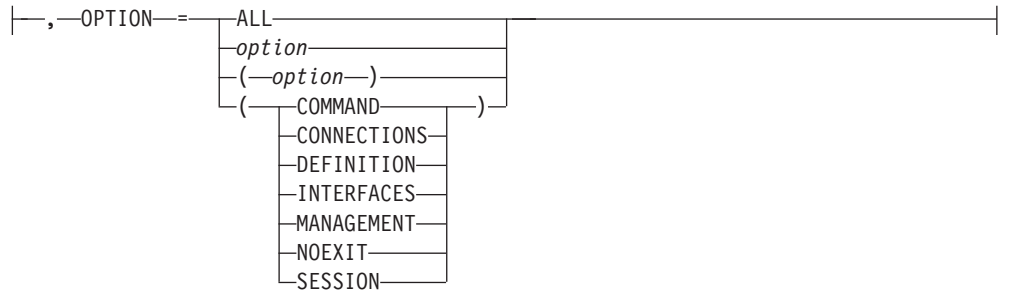 , OPTION = ALL
option
( option )
( COMMAND )
CONNECTIONS
DEFINITION
INTERFACES
MANAGEMENT
NOEXIT
SESSION